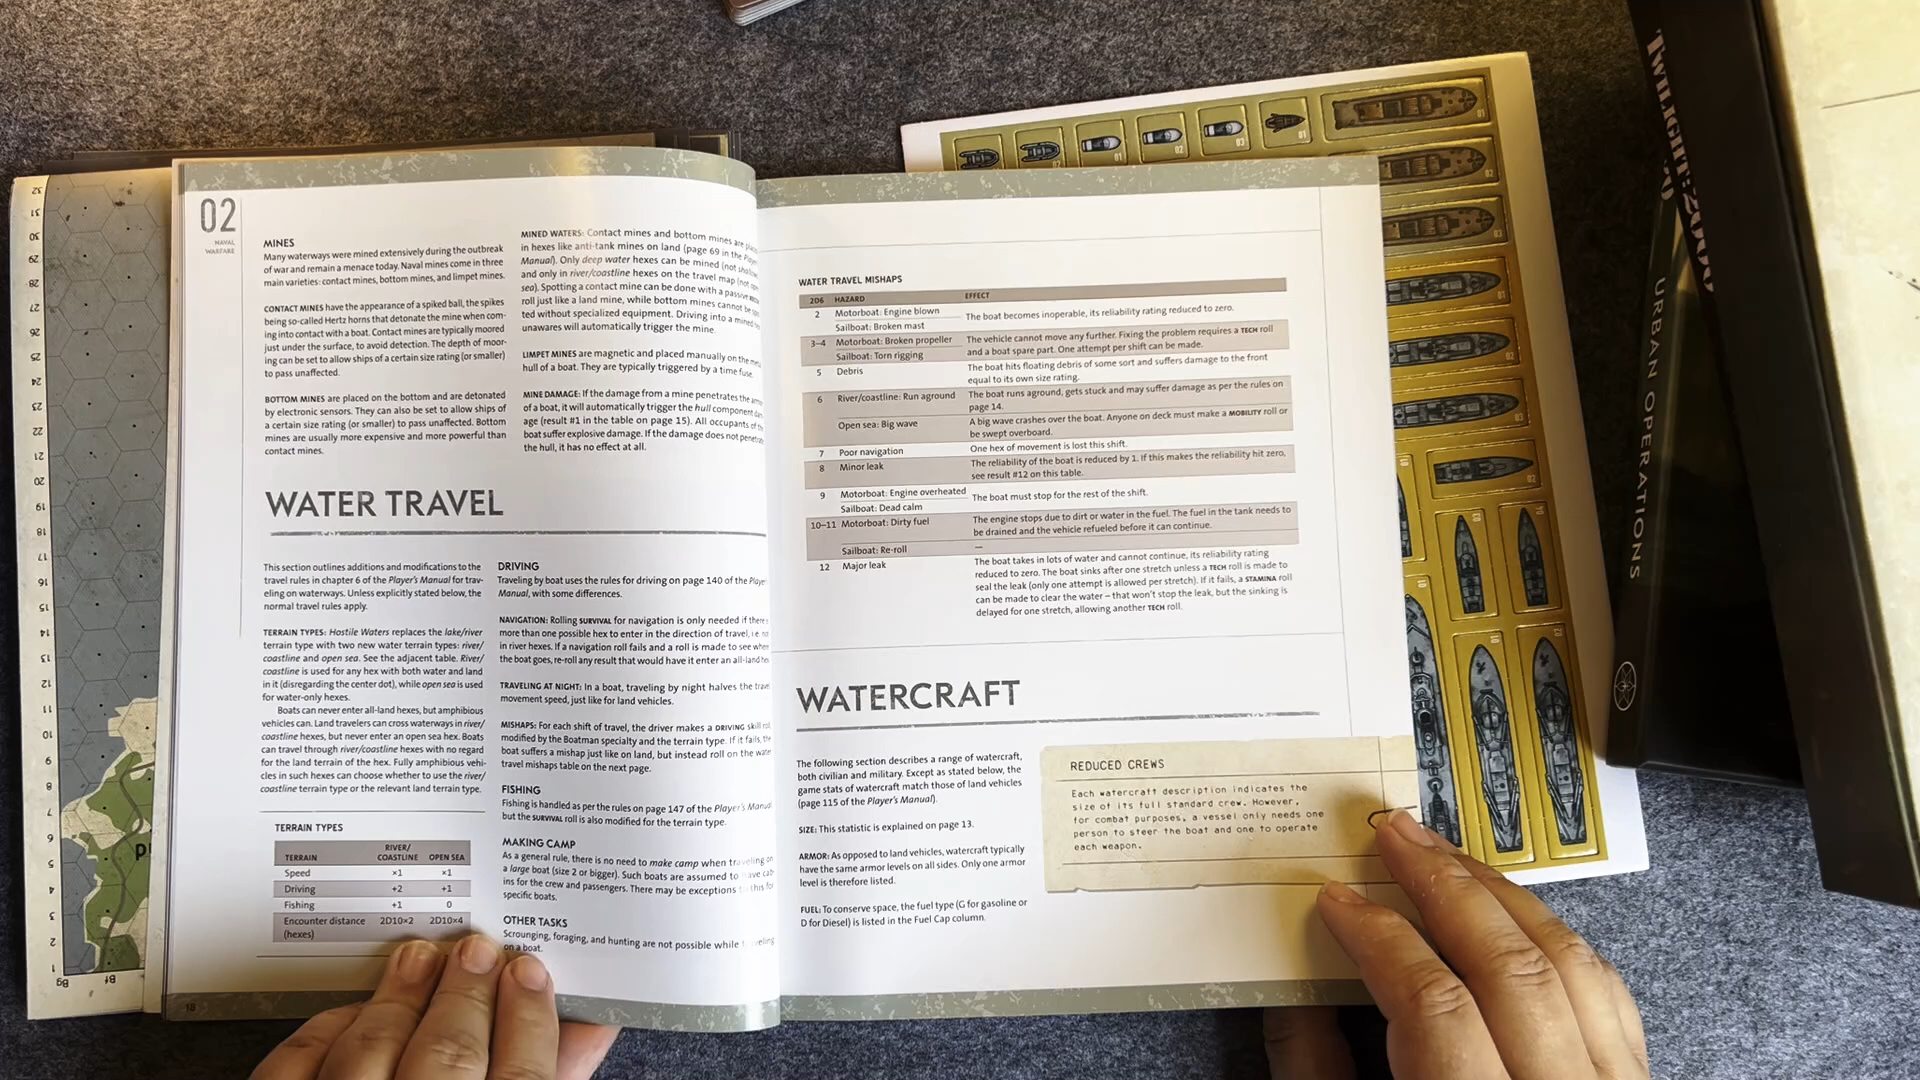 02
NAVAL
WARFARE
MINES
Many waterways were mined extensively during the outbreak
of war and remain a menace today. Naval mines come in three
main varieties: contact mines, bottom mines, and limpet mines.
CONTACT MINES have the appearance of a spiked ball, the spikes
being so-called Hertz horns that detonate the mine when com-
ing into contact with a boat. Contact mines are typically moored
just under the surface, to avoid detection. The depth of moor-
ing can be set to allow ships of a certain size rating (or smaller)
to pass unaffected.
BOTTOM MINES are placed on the bottom and are detonated
by electronic sensors. They can also be set to allow ships of
a certain size rating (or smaller) to pass unaffected. Bottom
mines are usually more expensive and more powerful than
contact mines.
MINED WATERS: Contact mines and bottom mines are
in hexes like anti-tank mines on land (page 69 in the
Manual). Only deep water hexes can be mined (not
and only in river/coastline hexes on the travel map (not
sea). Spotting a contact mine can be done with a passive
roll just like a land mine, while bottom mines cannot be
ted without specialized equipment. Driving into a mined
unawares will automatically trigger the mine.
LIMPET MINES are magnetic and placed manually on the
hull of a boat. They are typically triggered by a time fuse.
MINE DAMAGE: If the damage from a mine penetrates the
of a boat, it will automatically trigger the hull component
age (result #1 in the table on page 15). All occupants of
boat suffer explosive damage. If the damage does not
the hull, it has no effect at all.
WATER TRAVEL
This section outlines additions and modifications to the
travel rules in chapter 6 of the Player's Manual for trav-
eling on waterways. Unless explicitly stated below, the
normal travel rules apply.
TERRAIN TYPES: Hostile Waters replaces the lake/river
terrain type with two new water terrain types: river/
coastline and open sea. See the adjacent table. River/
coastline is used for any hex with both water and land
in it (disregarding the center dot), while open sea is used
for water-only hexes.
Boats can never enter all-land hexes, but amphibious
vehicles can. Land travelers can cross waterways in river/
coastline hexes, but never enter an open sea hex. Boats
can travel through river/coastline hexes with no regard
for the land terrain of the hex. Fully amphibious vehi-
cles in such hexes can choose whether to use the river/
coastline terrain type or the relevant land terrain type.
TERRAIN TYPES
TERRAIN RIVER/COASTLINE OPEN SEA
Speed ×1 ×1
Driving +2 +1
Fishing +1 0
Encounter distance 2D10×2 2D10×4
(hexes)
18
DRIVING
Traveling by boat uses the rules for driving on page 140 of the
Manual, with some differences.
NAVIGATION: Rolling SURVIVAL for navigation is only needed if there
more than one possible hex to enter in the direction of travel, i.e.
in river hexes. If a navigation roll fails and a roll is made to see
the boat goes, re-roll any result that would have it enter an all-land
TRAVELING AT NIGHT: In a boat, traveling by night halves the
movement speed, just like for land vehicles.
MISHAPS: For each shift of travel, the driver makes a DRIVING skill
modified by the Boatman specialty and the terrain type. If it fails, the
boat suffers a mishap just like on land, but instead roll on the
travel mishaps table on the next page.
FISHING
Fishing is handled as per the rules on page 147 of the Player's
but the SURVIVAL roll is also modified for the terrain type.
MAKING CAMP
As a general rule, there is no need to make camp when traveling on
a large boat (size 2 or bigger). Such boats are assumed to have cab
ins for the crew and passengers. There may be exceptions to this for
specific boats.
OTHER TASKS
Scrounging, foraging, and hunting are not possible while
on a boat.
WATER TRAVEL MISHAPS
2D6 HAZARD EFFECT
2 Motorboat: Engine blown The boat becomes inoperable, its reliability rating reduced to zero.
Sailboat: Broken mast
3–4 Motorboat: Broken propeller The vehicle cannot move any further. Fixing the problem requires a TECH roll
Sailboat: Torn rigging and a boat spare part. One attempt per shift can be made.
5 Debris The boat hits floating debris of some sort and suffers damage to the front
equal to its own size rating.
6 River/coastline: Run aground The boat runs aground, gets stuck and may suffer damage as per the rules on
page 14.
Open sea: Big wave A big wave crashes over the boat. Anyone on deck must make a MOBILITY roll or
be swept overboard.
7 Poor navigation One hex of movement is lost this shift.
8 Minor leak The reliability of the boat is reduced by 1. If this makes the reliability hit zero,
see result #12 on this table.
9 Motorboat: Engine overheated The boat must stop for the rest of the shift.
Sailboat: Dead calm
10–11 Motorboat: Dirty fuel The engine stops due to dirt or water in the fuel. The fuel in the tank needs to
be drained and the vehicle refueled before it can continue.
Sailboat: Re-roll —
12 Major leak The boat takes in lots of water and cannot continue, its reliability rating
reduced to zero. The boat sinks after one stretch unless a TECH roll is made to
seal the leak (only one attempt is allowed per stretch). If it fails, a STAMINA roll
can be made to clear the water – that won't stop the leak, but the sinking is
delayed for one stretch, allowing another TECH roll.
WATERCRAFT
The following section describes a range of watercraft,
both civilian and military. Except as stated below, the
game stats of watercraft match those of land vehicles
(page 115 of the Player's Manual).
SIZE: This statistic is explained on page 13.
ARMOR: As opposed to land vehicles, watercraft typically
have the same armor levels on all sides. Only one armor
level is therefore listed.
FUEL: To conserve space, the fuel type (G for gasoline or
D for Diesel) is listed in the Fuel Cap column.
REDUCED CREWS
Each watercraft description indicates the
size of its full standard crew. However,
for combat purposes, a vessel only needs one
person to steer the boat and one to operate
each weapon.
TWILIGHT:2000
URBAN OPERATIONS